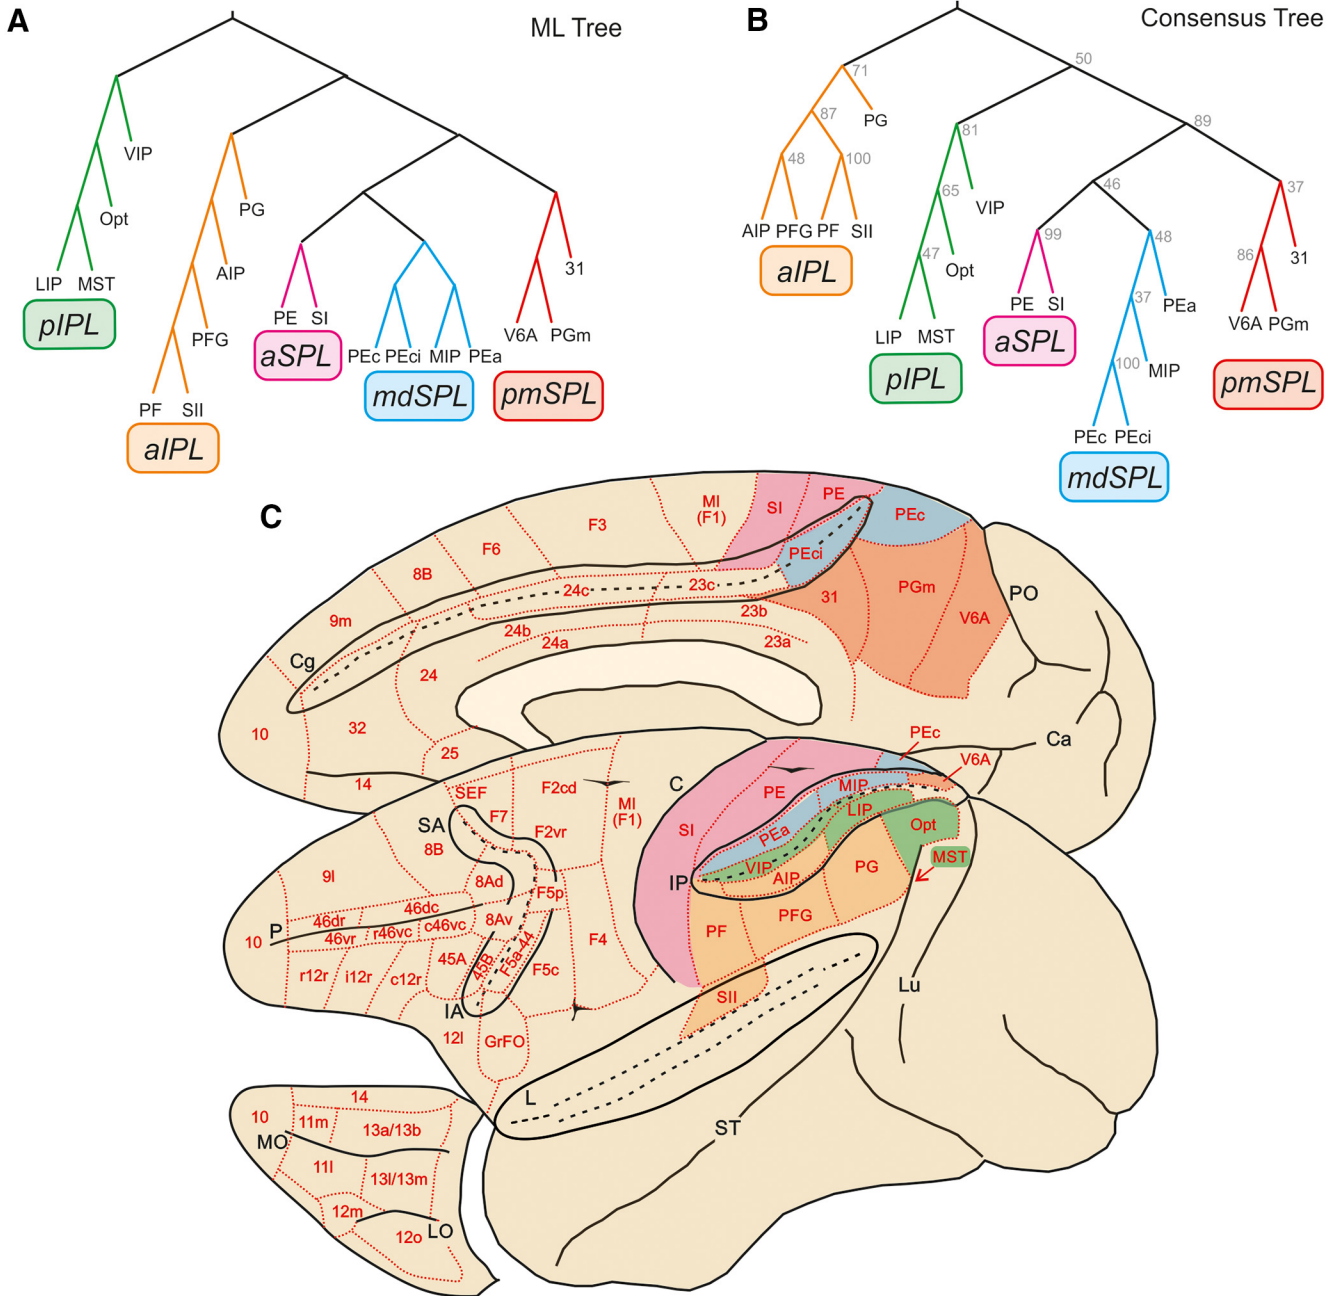 A
ML Tree
VIP
Opt
LIP MST
pIPL
PG
AIP
PFG
PF SII
aIPL
PE SI
aSPL
PEc PEci MIP PEa
mdSPL
31
V6A PGm
pmSPL
B
Consensus Tree
50
71
PG
87
48
100
AIP PFG PF SII
aIPL
89
81
VIP
65
Opt
47
LIP MST
pIPL
46
99
PE SI
aSPL
48
PEa
37
MIP
100
PEc PEci
mdSPL
37
86
31
V6A PGm
pmSPL
C
MI
(F1)
SI
PE
PEc
F3
F6
8B
9m
PEci
24c
23c
23b
31
PGm
V6A
PO
24b
24a
23a
Cg
24
10
32
25
14
Ca
PEc
V6A
SEF
F2cd
MI
(F1)
C
PE
MIP
LIP
SA
F7
F2vr
SI
PEa
Opt
8B
VIP
MST
9l
8Ad
F5p
IP
AIP
PG
46dr
46dc
8Av
PFG
P
10
46vr
r46vc
c46vc
PF
45A
45B
F5a-44
F4
r12r
i12r
c12r
F5c
SII
Lu
IA
12l
GrFO
L
ST
14
10
11m
13a/13b
MO
11l
13l/13m
12m
12o
LO